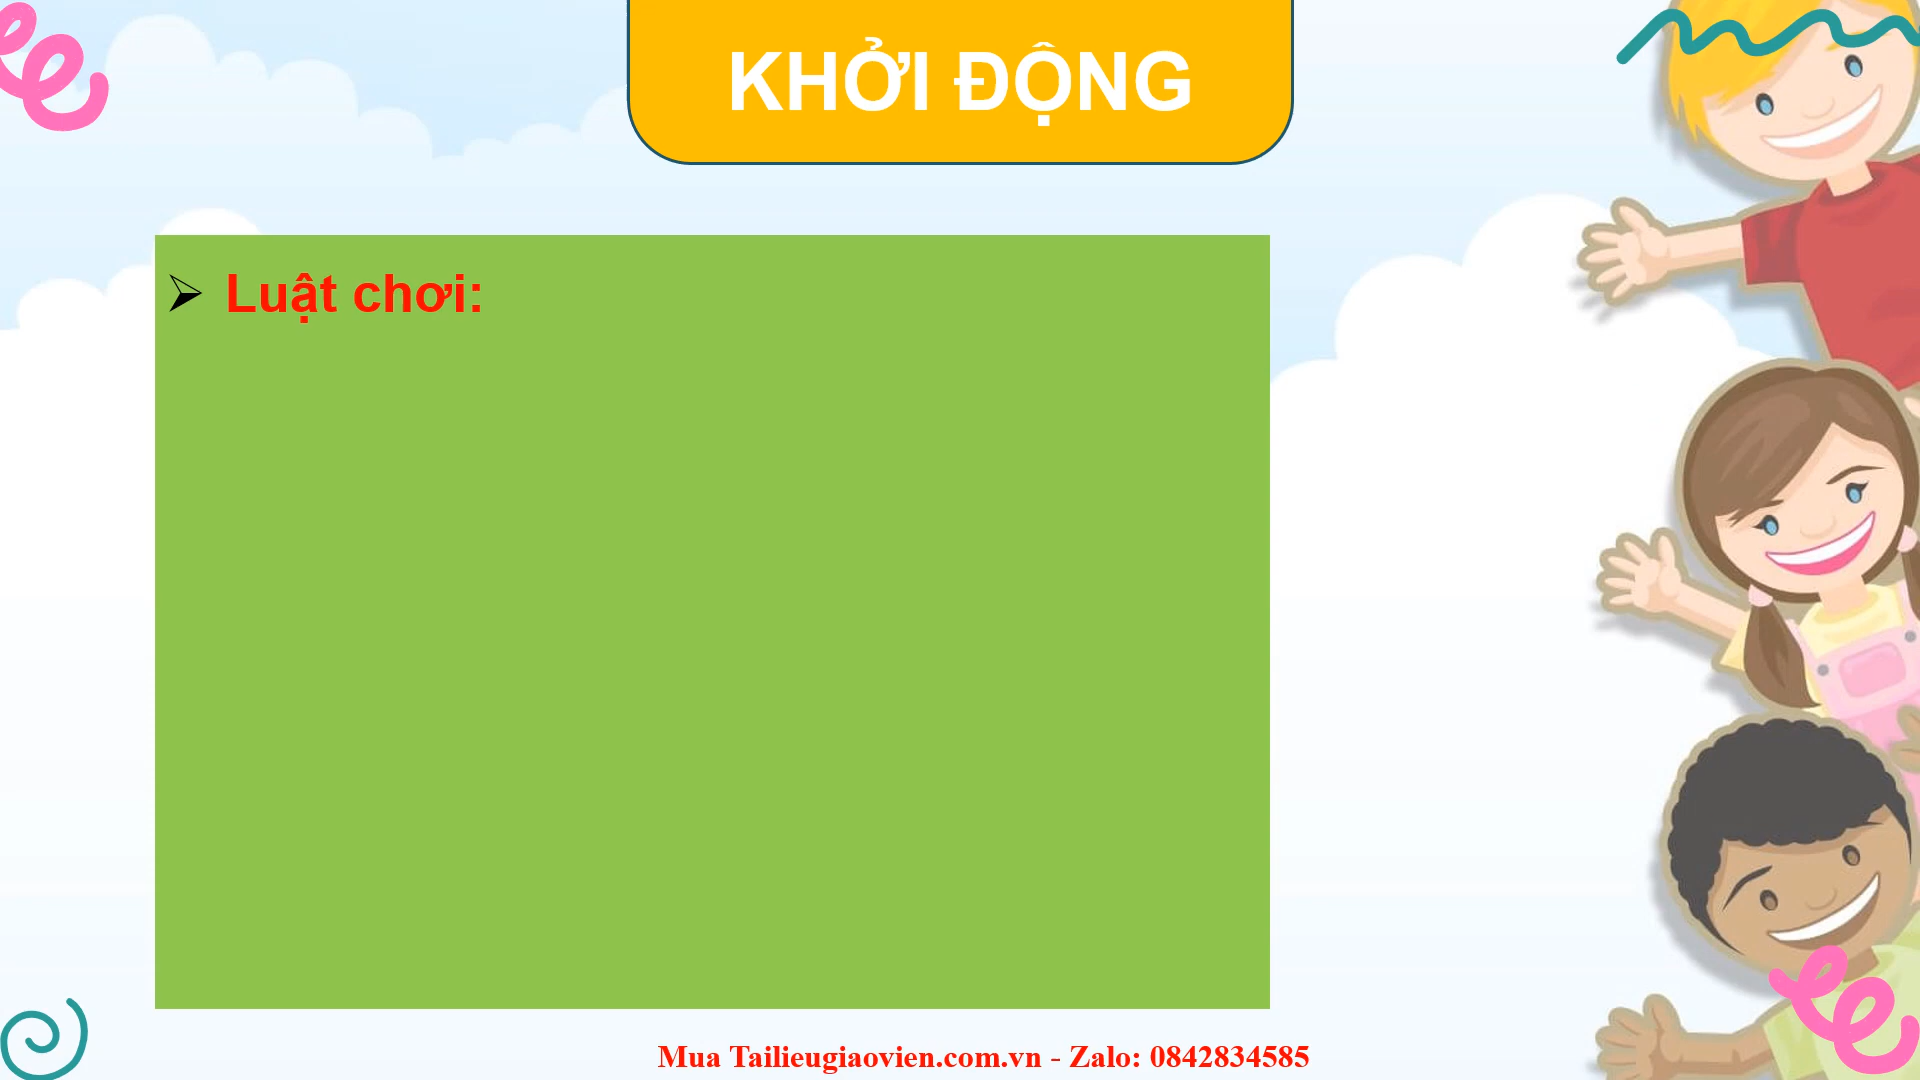 KHỞI ĐỘNG
➢ Luật chơi:
Mua Tailieugiaovien.com.vn - Zalo: 0842834585